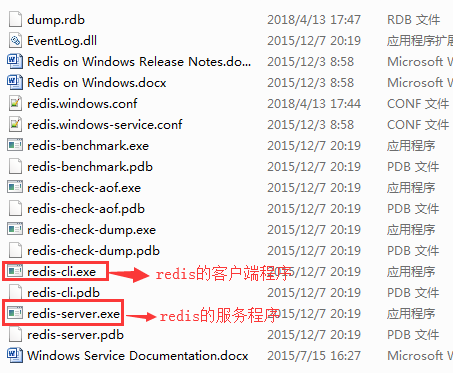 dump.rdb 2018/4/13 17:47 RDB 文件
EventLog.dll 2015/12/7 20:19 应用程序扩展
Redis on Windows Release Notes.do... 2015/12/3 8:58 Microsoft W
Redis on Windows.docx 2015/12/3 8:58 Microsoft W
redis.windows.conf 2018/4/13 17:44 CONF 文件
redis.windows-service.conf 2015/12/3 8:58 CONF 文件
redis-benchmark.exe 2015/12/7 20:19 应用程序
redis-benchmark.pdb 2015/12/7 20:19 PDB 文件
redis-check-aof.exe 2015/12/7 20:19 应用程序
redis-check-aof.pdb 2015/12/7 20:19 PDB 文件
redis-check-dump.exe 2015/12/7 20:19 应用程序
redis-check-dump.pdb 2015/12/7 20:19 PDB 文件
redis-cli.exe redis的客户端程序 2015/12/7 20:19 应用程序
redis-cli.pdb 2015/12/7 20:19 PDB 文件
redis-server.exe redis的服务程序 2015/12/7 20:19 应用程序
redis-server.pdb 2015/12/7 20:19 PDB 文件
Windows Service Documentation.docx 2015/7/15 16:27 Microsoft W